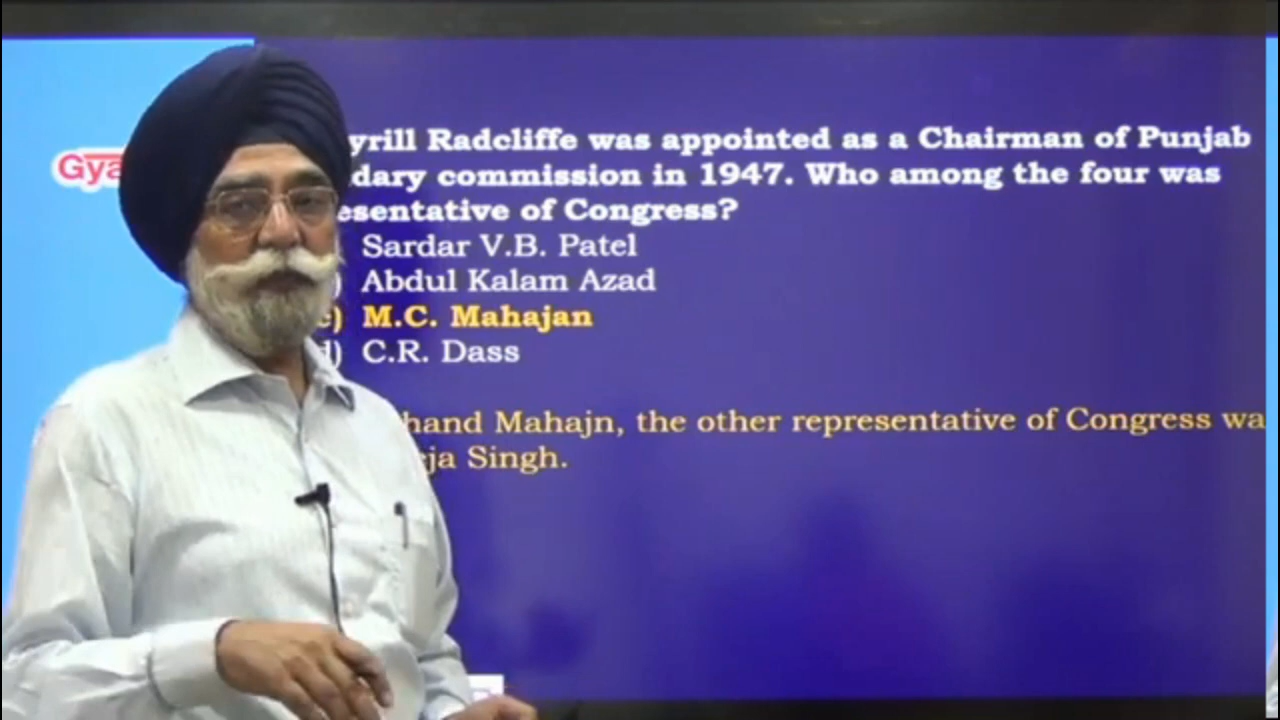 Gya
yrill Radcliffe was appointed as a Chairman of Punjab
dary commission in 1947. Who among the four was
esentative of Congress?
Sardar V.B. Patel
) Abdul Kalam Azad
c) M.C. Mahajan
d) C.R. Dass
hand Mahajn, the other representative of Congress wa
eja Singh.